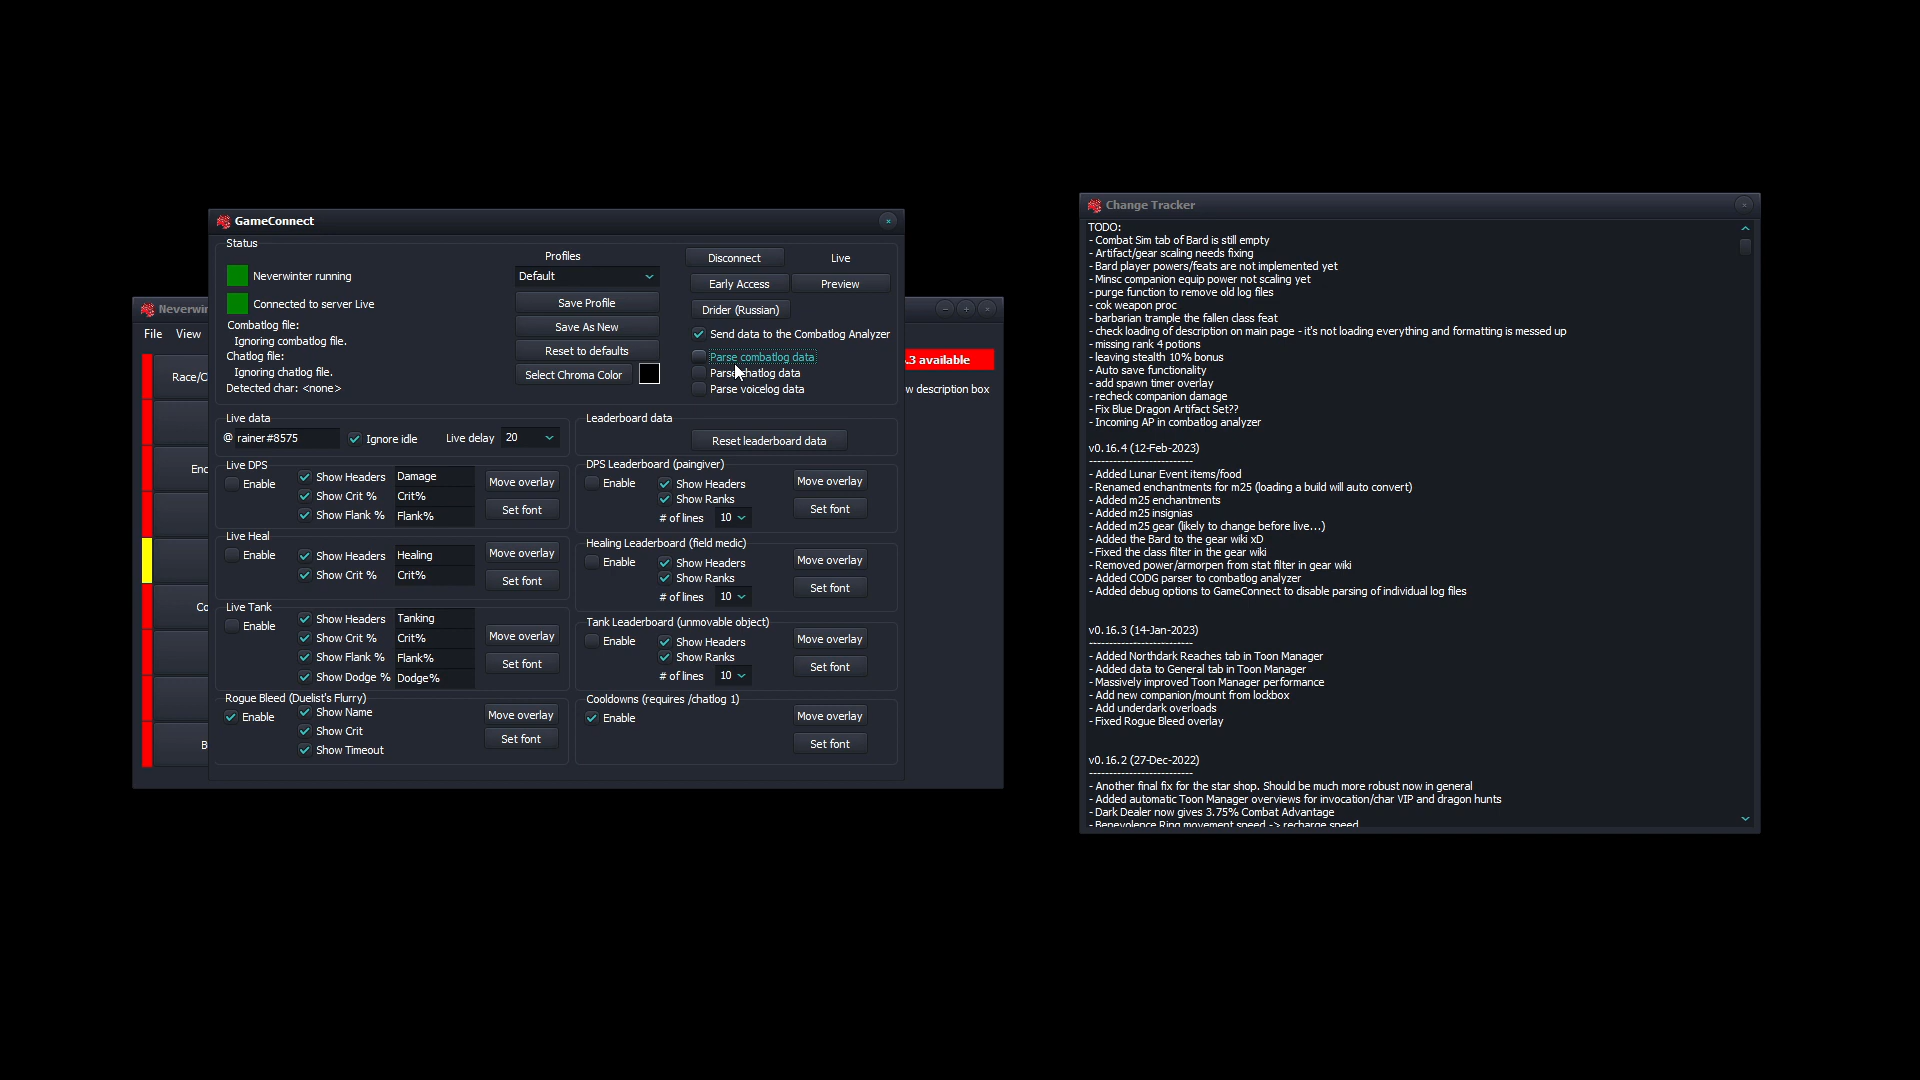 GameConnect
Status
Neverwinter running
Connected to server Live
Combatlog file:
Ignoring combatlog file.
Chatlog file:
Ignoring chatlog file.
Detected char: <none>
Profiles
Default
Save Profile
Save As New
Reset to defaults
Select Chroma Color
Disconnect
Live
Early Access
Preview
Drider (Russian)
Send data to the Combatlog Analyzer
Parse combatlog data
Parse chatlog data
Parse voicelog data
Live data
@ rainer#8575
Ignore idle
Live delay 20
Live DPS
Enable
Show Headers Damage
Show Crit % Crit%
Show Flank % Flank%
Move overlay
Set font
Live Heal
Enable
Show Headers Healing
Show Crit % Crit%
Move overlay
Set font
Live Tank
Enable
Show Headers Tanking
Show Crit % Crit%
Show Flank % Flank%
Show Dodge % Dodge%
Move overlay
Set font
Rogue Bleed (Duelist's Flurry)
Enable
Show Name
Show Crit
Show Timeout
Move overlay
Set font
Leaderboard data
Reset leaderboard data
DPS Leaderboard (paingiver)
Enable
Show Headers
Show Ranks
# of lines 10
Move overlay
Set font
Healing Leaderboard (field medic)
Enable
Show Headers
Show Ranks
# of lines 10
Move overlay
Set font
Tank Leaderboard (unmovable object)
Enable
Show Headers
Show Ranks
# of lines 10
Move overlay
Set font
Cooldowns (requires /chatlog 1)
Enable
Move overlay
Set font
Neverwin
File View
Race/C
Enc
Co
B
.3 available
w description box
Change Tracker
TODO:
- Combat Sim tab of Bard is still empty
- Artifact/gear scaling needs fixing
- Bard player powers/feats are not implemented yet
- Minsc companion equip power not scaling yet
- purge function to remove old log files
- cok weapon proc
- barbarian trample the fallen class feat
- check loading of description on main page - it's not loading everything and formatting is messed up
- missing rank 4 potions
- leaving stealth 10% bonus
- Auto save functionality
- add spawn timer overlay
- recheck companion damage
- Fix Blue Dragon Artifact Set??
- Incoming AP in combatlog analyzer
v0.16.4 (12-Feb-2023)
--------------------------
- Added Lunar Event items/food
- Renamed enchantments for m25 (loading a build will auto convert)
- Added m25 enchantments
- Added m25 insignias
- Added m25 gear (likely to change before live...)
- Added the Bard to the gear wiki xD
- Fixed the class filter in the gear wiki
- Removed power/armorpen from stat filter in gear wiki
- Added CODG parser to combatlog analyzer
- Added debug options to GameConnect to disable parsing of individual log files
v0.16.3 (14-Jan-2023)
--------------------------
- Added Northdark Reaches tab in Toon Manager
- Added data to General tab in Toon Manager
- Massively improved Toon Manager performance
- Add new companion/mount from lockbox
- Add underdark overloads
- Fixed Rogue Bleed overlay
v0.16.2 (27-Dec-2022)
--------------------------
- Another final fix for the star shop. Should be much more robust now in general
- Added automatic Toon Manager overviews for invocation/char VIP and dragon hunts
- Dark Dealer now gives 3.75% Combat Advantage
- Benevolence Ring movement speed -> recharge speed